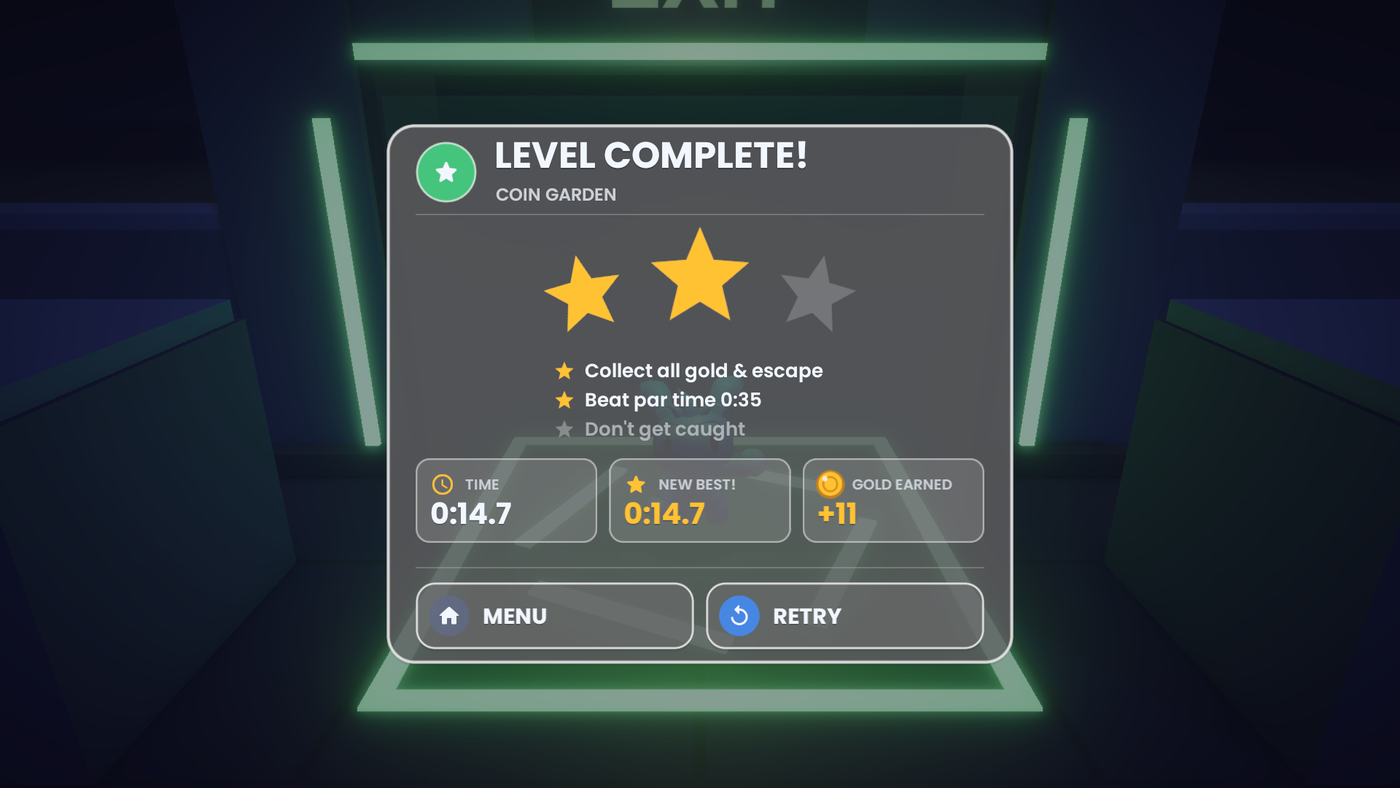 EXIT
LEVEL COMPLETE!
COIN GARDEN
Collect all gold & escape
Beat par time 0:35
Don't get caught
TIME
0:14.7
NEW BEST!
0:14.7
GOLD EARNED
+11
MENU
RETRY